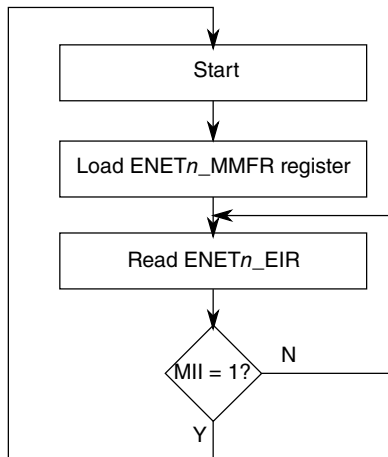 Start
Load ENETn_MMFR register
Read ENETn_EIR
MII = 1?
N
Y